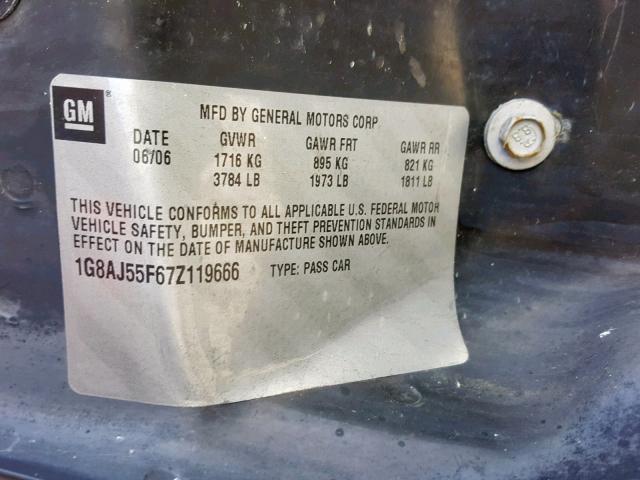 GM®
MFD BY GENERAL MOTORS CORP
DATE GVWR GAWR FRT GAWR RR
06/06 1716 KG 895 KG 821 KG
3784 LB 1973 LB 1811 LB
THIS VEHICLE CONFORMS TO ALL APPLICABLE U.S. FEDERAL MOTOR
VEHICLE SAFETY, BUMPER, AND THEFT PREVENTION STANDARDS IN
EFFECT ON THE DATE OF MANUFACTURE SHOWN ABOVE.
1G8AJ55F67Z119666 TYPE: PASS CAR